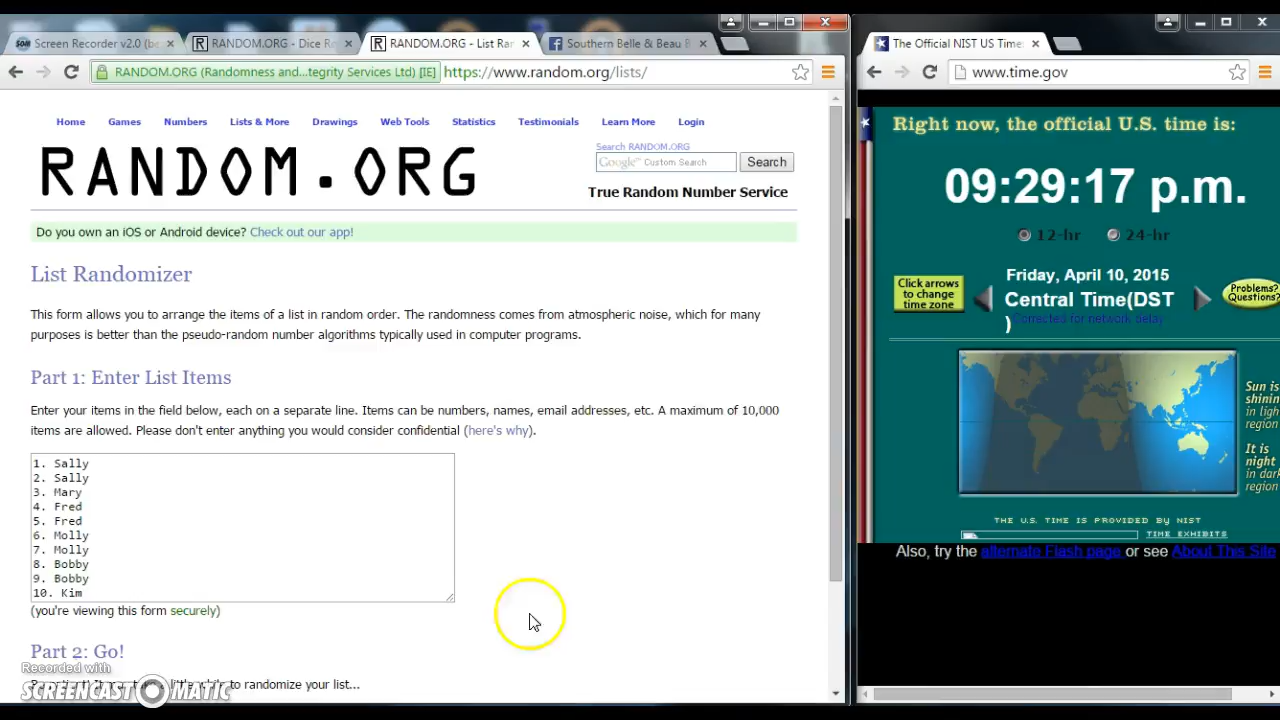 Screen Recorder v2.0 (be
RANDOM.ORG - Dice Ro
RANDOM.ORG - List Ran
Southern Belle & Beau B
RANDOM.ORG (Randomness and...tegrity Services Ltd) [IE]
https://www.random.org/lists/
Home Games Numbers Lists & More Drawings Web Tools Statistics Testimonials Learn More Login
RANDOM.ORG
Search RANDOM.ORG
Google™ Custom Search
Search
True Random Number Service
Do you own an iOS or Android device? Check out our app!
List Randomizer
This form allows you to arrange the items of a list in random order. The randomness comes from atmospheric noise, which for many
purposes is better than the pseudo-random number algorithms typically used in computer programs.
Part 1: Enter List Items
Enter your items in the field below, each on a separate line. Items can be numbers, names, email addresses, etc. A maximum of 10,000
items are allowed. Please don't enter anything you would consider confidential (here's why).
1. Sally
2. Sally
3. Mary
4. Fred
5. Fred
6. Molly
7. Molly
8. Bobby
9. Bobby
10. Kim
(you're viewing this form securely)
Part 2: Go!
Recorded with
SCREENCAST-O-MATIC
to randomize your list...
The Official NIST US Time:
www.time.gov
Right now, the official U.S. time is:
09:29:17 p.m.
12-hr 24-hr
Click arrows
to change
time zone
Friday, April 10, 2015
Central Time(DST
)
Corrected for network delay
Problems?
Questions?
Sun is
shining
in light
region
It is
night
in dark
region
THE U.S. TIME IS PROVIDED BY NIST
TIME EXHIBITS
Also, try the alternate Flash page or see About This Site